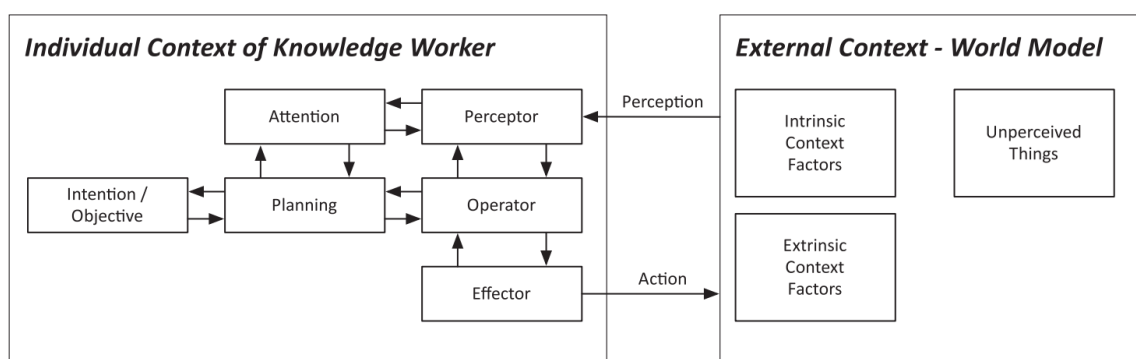 Individual Context of Knowledge Worker
External Context - World Model
Attention
Perceptor
Perception
Intrinsic
Context
Factors
Unperceived
Things
Intention /
Objective
Planning
Operator
Extrinsic
Context
Factors
Effector
Action